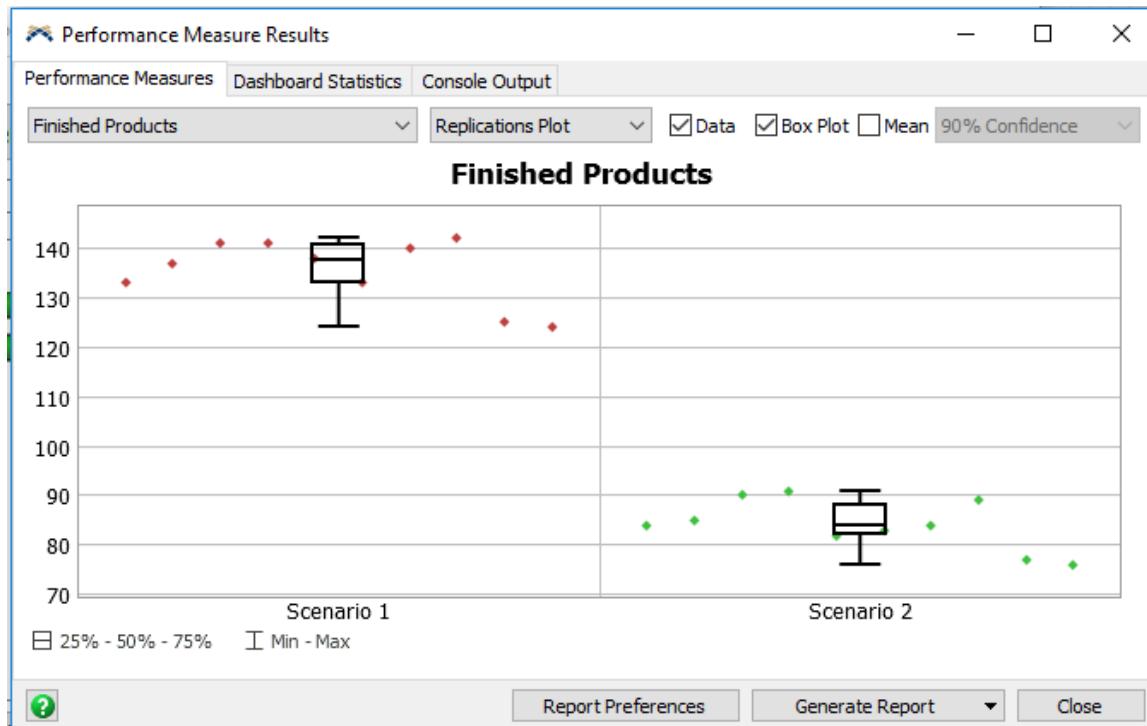 Performance Measure Results
Performance Measures Dashboard Statistics Console Output
Finished Products Replications Plot Data Box Plot Mean 90% Confidence
Finished Products
140
130
120
110
100
90
80
70
Scenario 1 Scenario 2
25% - 50% - 75% Min - Max
? Report Preferences Generate Report Close